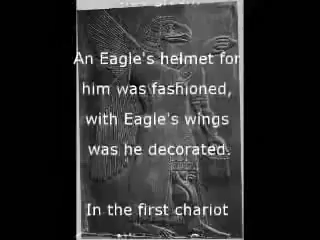 An Eagle's helmet for
him was fashioned,
with Eagle's wings
was he decorated.
In the first chariot